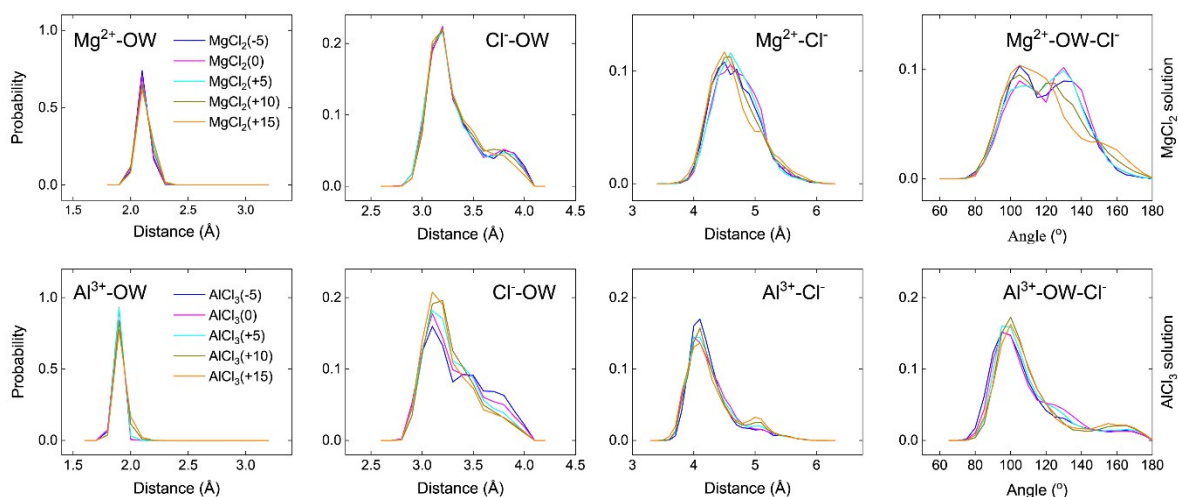 Mg²⁺-OW
MgCl₂(-5)
MgCl₂(0)
MgCl₂(+5)
MgCl₂(+10)
MgCl₂(+15)
Probability
1.0
0.5
0.0
1.5 2.0 2.5 3.0
Distance (Å)
Cl⁻-OW
0.2
0.1
0.0
2.5 3.0 3.5 4.0 4.5
Distance (Å)
Mg²⁺-Cl⁻
0.1
0.0
3 4 5 6
Distance (Å)
Mg²⁺-OW-Cl⁻
0.1
0.0
60 80 100 120 140 160 180
Angle (°)
MgCl₂ solution
Al³⁺-OW
AlCl₃(-5)
AlCl₃(0)
AlCl₃(+5)
AlCl₃(+10)
AlCl₃(+15)
Probability
1.0
0.5
0.0
1.5 2.0 2.5 3.0
Distance (Å)
Cl⁻-OW
0.2
0.1
0.0
2.5 3.0 3.5 4.0 4.5
Distance (Å)
Al³⁺-Cl⁻
0.2
0.1
0.0
3 4 5 6
Distance (Å)
Al³⁺-OW-Cl⁻
0.2
0.1
0.0
60 80 100 120 140 160 180
Angle (°)
AlCl₃ solution